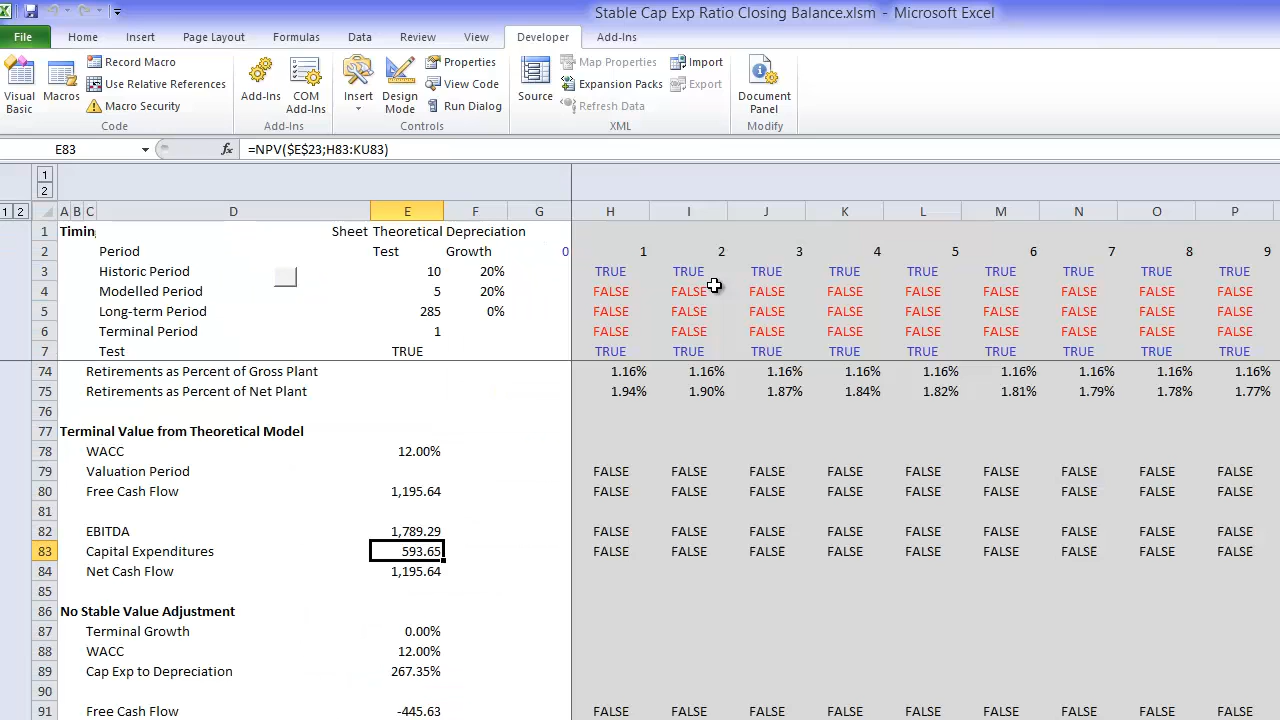 Stable Cap Exp Ratio Closing Balance.xlsm - Microsoft Excel
File Home Insert Page Layout Formulas Data Review View Developer Add-Ins
Visual Basic
Macros
Record Macro
Use Relative References
Macro Security
Code
Add-Ins
COM Add-Ins
Add-Ins
Insert
Design Mode
Properties
View Code
Run Dialog
Controls
Source
Map Properties
Expansion Packs
Refresh Data
Import
Export
XML
Document Panel
Modify
E83 fx =NPV($E$23;H83:KU83)
1
2
1 2 A B C D E F G H I J K L M N O P
1 Timin Sheet Theoretical Depreciation
2 Period Test Growth 0 1 2 3 4 5 6 7 8 9
3 Historic Period 10 20% TRUE TRUE TRUE TRUE TRUE TRUE TRUE TRUE TRUE
4 Modelled Period 5 20% FALSE FALSE FALSE FALSE FALSE FALSE FALSE FALSE FALSE
5 Long-term Period 285 0% FALSE FALSE FALSE FALSE FALSE FALSE FALSE FALSE FALSE
6 Terminal Period 1 FALSE FALSE FALSE FALSE FALSE FALSE FALSE FALSE FALSE
7 Test TRUE TRUE TRUE TRUE TRUE TRUE TRUE TRUE TRUE TRUE
74 Retirements as Percent of Gross Plant 1.16% 1.16% 1.16% 1.16% 1.16% 1.16% 1.16% 1.16% 1.16%
75 Retirements as Percent of Net Plant 1.94% 1.90% 1.87% 1.84% 1.82% 1.81% 1.79% 1.78% 1.77%
76
77 Terminal Value from Theoretical Model
78 WACC 12.00%
79 Valuation Period FALSE FALSE FALSE FALSE FALSE FALSE FALSE FALSE FALSE
80 Free Cash Flow 1,195.64 FALSE FALSE FALSE FALSE FALSE FALSE FALSE FALSE FALSE
81
82 EBITDA 1,789.29 FALSE FALSE FALSE FALSE FALSE FALSE FALSE FALSE FALSE
83 Capital Expenditures 593.65 FALSE FALSE FALSE FALSE FALSE FALSE FALSE FALSE FALSE
84 Net Cash Flow 1,195.64
85
86 No Stable Value Adjustment
87 Terminal Growth 0.00%
88 WACC 12.00%
89 Cap Exp to Depreciation 267.35%
90
91 Free Cash Flow -445.63 FALSE FALSE FALSE FALSE FALSE FALSE FALSE FALSE FALSE